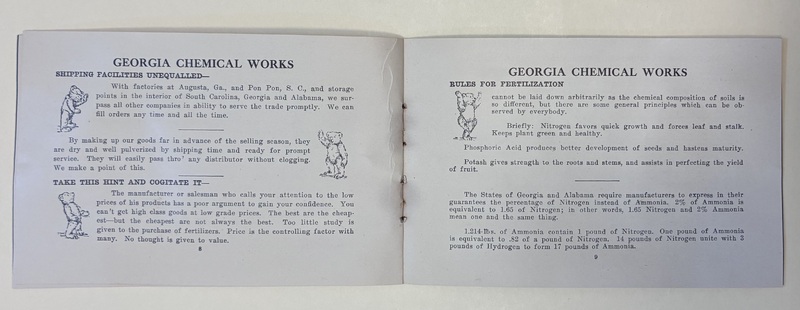 GEORGIA CHEMICAL WORKS
SHIPPING FACILITIES UNEQUALLED—
With factories at Augusta, Ga., and Pon Pon, S. C., and storage
points in the interior of South Carolina, Georgia and Alabama, we sur-
pass all other companies in ability to serve the trade promptly. We can
fill orders any time and all the time.
By making up our goods far in advance of the selling season, they
are dry and well pulverized by shipping time and ready for prompt
service. They will easily pass thru' any distributor without clogging.
We make a point of this.
TAKE THIS HINT AND COGITATE IT—
The manufacturer or salesman who calls your attention to the low
prices of his products has a poor argument to gain your confidence. You
can't get high class goods at low grade prices. The best are the cheap-
est—but the cheapest are not always the best. Too little study is
given to the purchase of fertilizers. Price is the controlling factor with
many. No thought is given to value.
8
GEORGIA CHEMICAL WORKS
RULES FOR FERTILIZATION
cannot be laid down arbitrarily as the chemical composition of soils is
so different, but there are some general principles which can be ob-
served by everybody.
Briefly: Nitrogen favors quick growth and forces leaf and stalk.
Keeps plant green and healthy.
Phosphoric Acid produces better development of seeds and hastens maturity.
Potash gives strength to the roots and stems, and assists in perfecting the yield
of fruit.
The States of Georgia and Alabama require manufacturers to express in their
guarantees the percentage of Nitrogen instead of Ammonia. 2% of Ammonia is
equivalent to 1.65 of Nitrogen; in other words, 1.65 Nitrogen and 2% Ammonia
mean one and the same thing.
1.214-lbs. of Ammonia contain 1 pound of Nitrogen. One pound of Ammonia
is equivalent to .82 of a pound of Nitrogen. 14 pounds of Nitrogen unite with 3
pounds of Hydrogen to form 17 pounds of Ammonia.
9